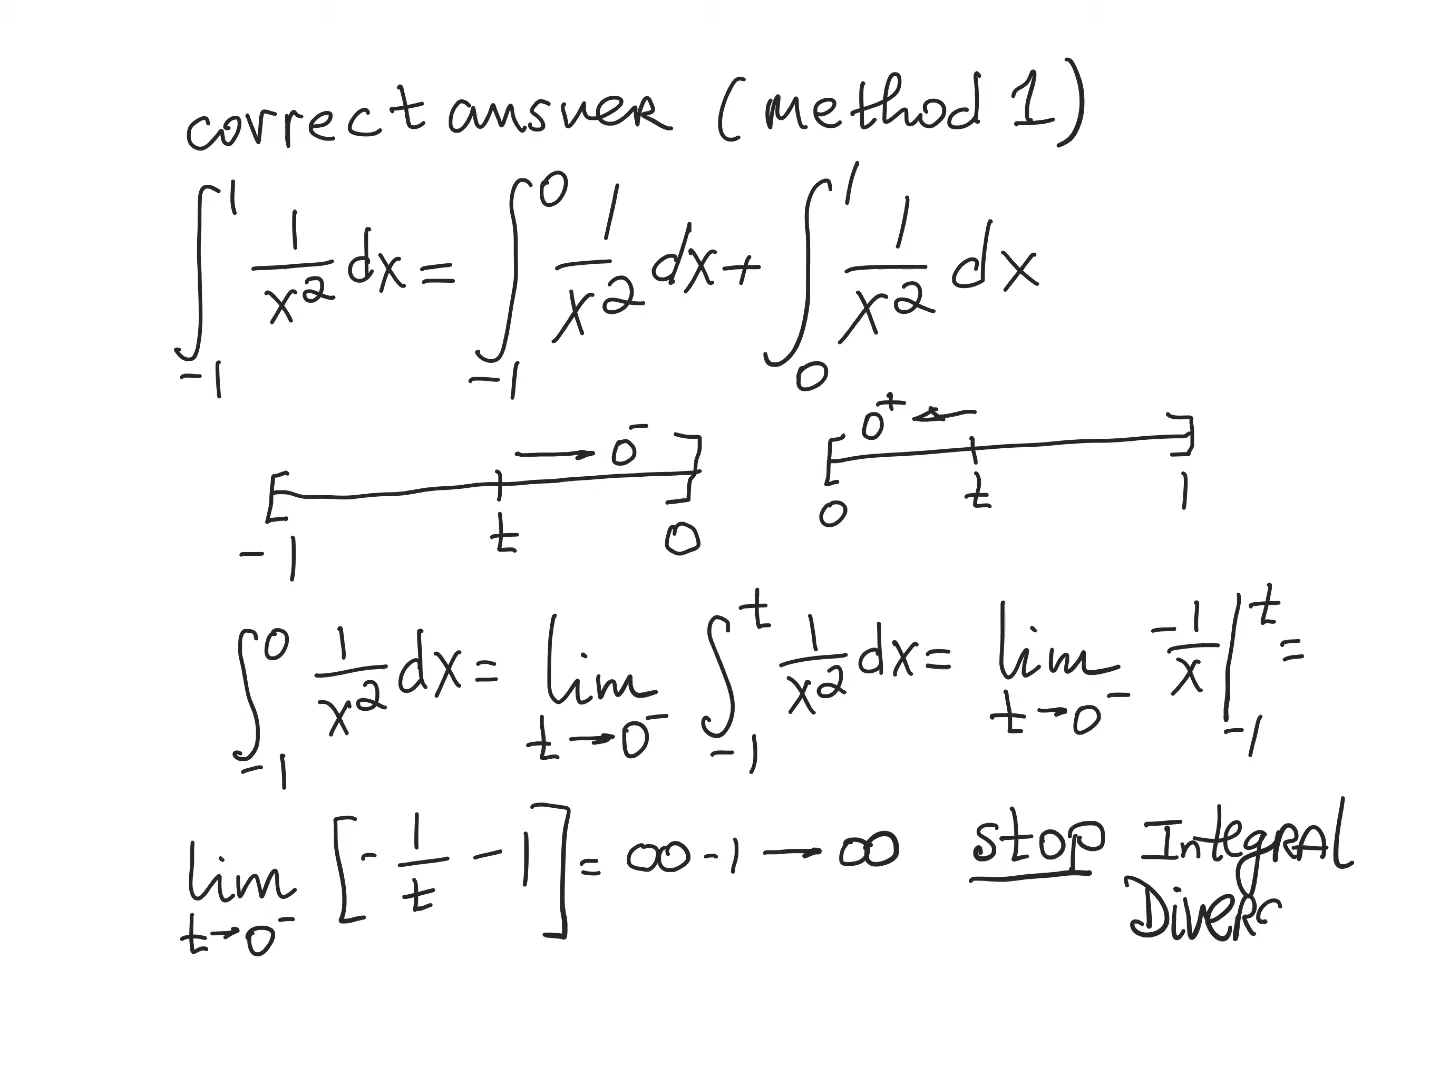 correct answer (method 1)
∫_{-1}^{1} 1/x² dx = ∫_{-1}^{0} 1/x² dx + ∫_{0}^{1} 1/x² dx
[ -1 t → 0⁻ ] 0 [ 0 0⁺ ← t ] 1
∫_{-1}^{0} 1/x² dx = lim_{t→0⁻} ∫_{-1}^{t} 1/x² dx = lim_{t→0⁻} -1/x |_{-1}^{t} =
lim_{t→0⁻} [ - 1/t - 1 ] = ∞ - 1 → ∞ stop Integral
Diverg